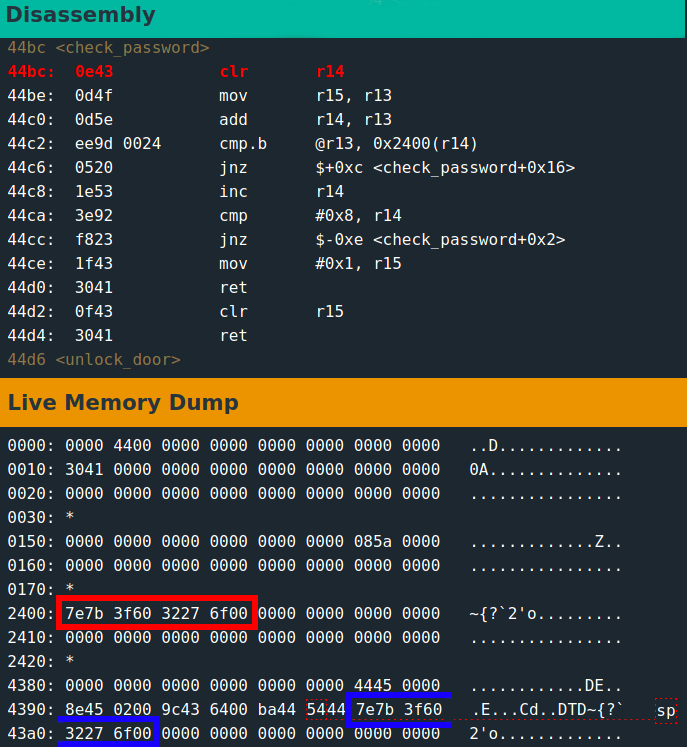 Disassembly
44bc <check_password>
44bc: 0e43 clr r14
44be: 0d4f mov r15, r13
44c0: 0d5e add r14, r13
44c2: ee9d 0024 cmp.b @r13, 0x2400(r14)
44c6: 0520 jnz $+0xc <check_password+0x16>
44c8: 1e53 inc r14
44ca: 3e92 cmp #0x8, r14
44cc: f823 jnz $-0xe <check_password+0x2>
44ce: 1f43 mov #0x1, r15
44d0: 3041 ret
44d2: 0f43 clr r15
44d4: 3041 ret
44d6 <unlock_door>
Live Memory Dump
0000: 0000 4400 0000 0000 0000 0000 0000 0000 ..D.............
0010: 3041 0000 0000 0000 0000 0000 0000 0000 0A..............
0020: 0000 0000 0000 0000 0000 0000 0000 0000 ................
0030: *
0150: 0000 0000 0000 0000 0000 0000 085a 0000 .............Z..
0160: 0000 0000 0000 0000 0000 0000 0000 0000 ................
0170: *
2400: 7e7b 3f60 3227 6f00 0000 0000 0000 0000 ~{?`2'o.........
2410: 0000 0000 0000 0000 0000 0000 0000 0000 ................
2420: *
4380: 0000 0000 0000 0000 0000 0000 4445 0000 ............DE..
4390: 8e45 0200 9c43 6400 ba44 5444 7e7b 3f60 .E...Cd..DTD~{?` sp
43a0: 3227 6f00 0000 0000 0000 0000 0000 0000 2'o.............